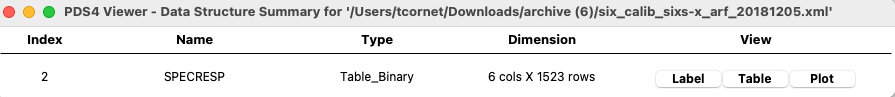 PDS4 Viewer - Data Structure Summary for '/Users/tcornet/Downloads/archive (6)/six_calib_sixs-x_arf_20181205.xml'
Index Name Type Dimension View
2 SPECRESP Table_Binary 6 cols X 1523 rows Label Table Plot